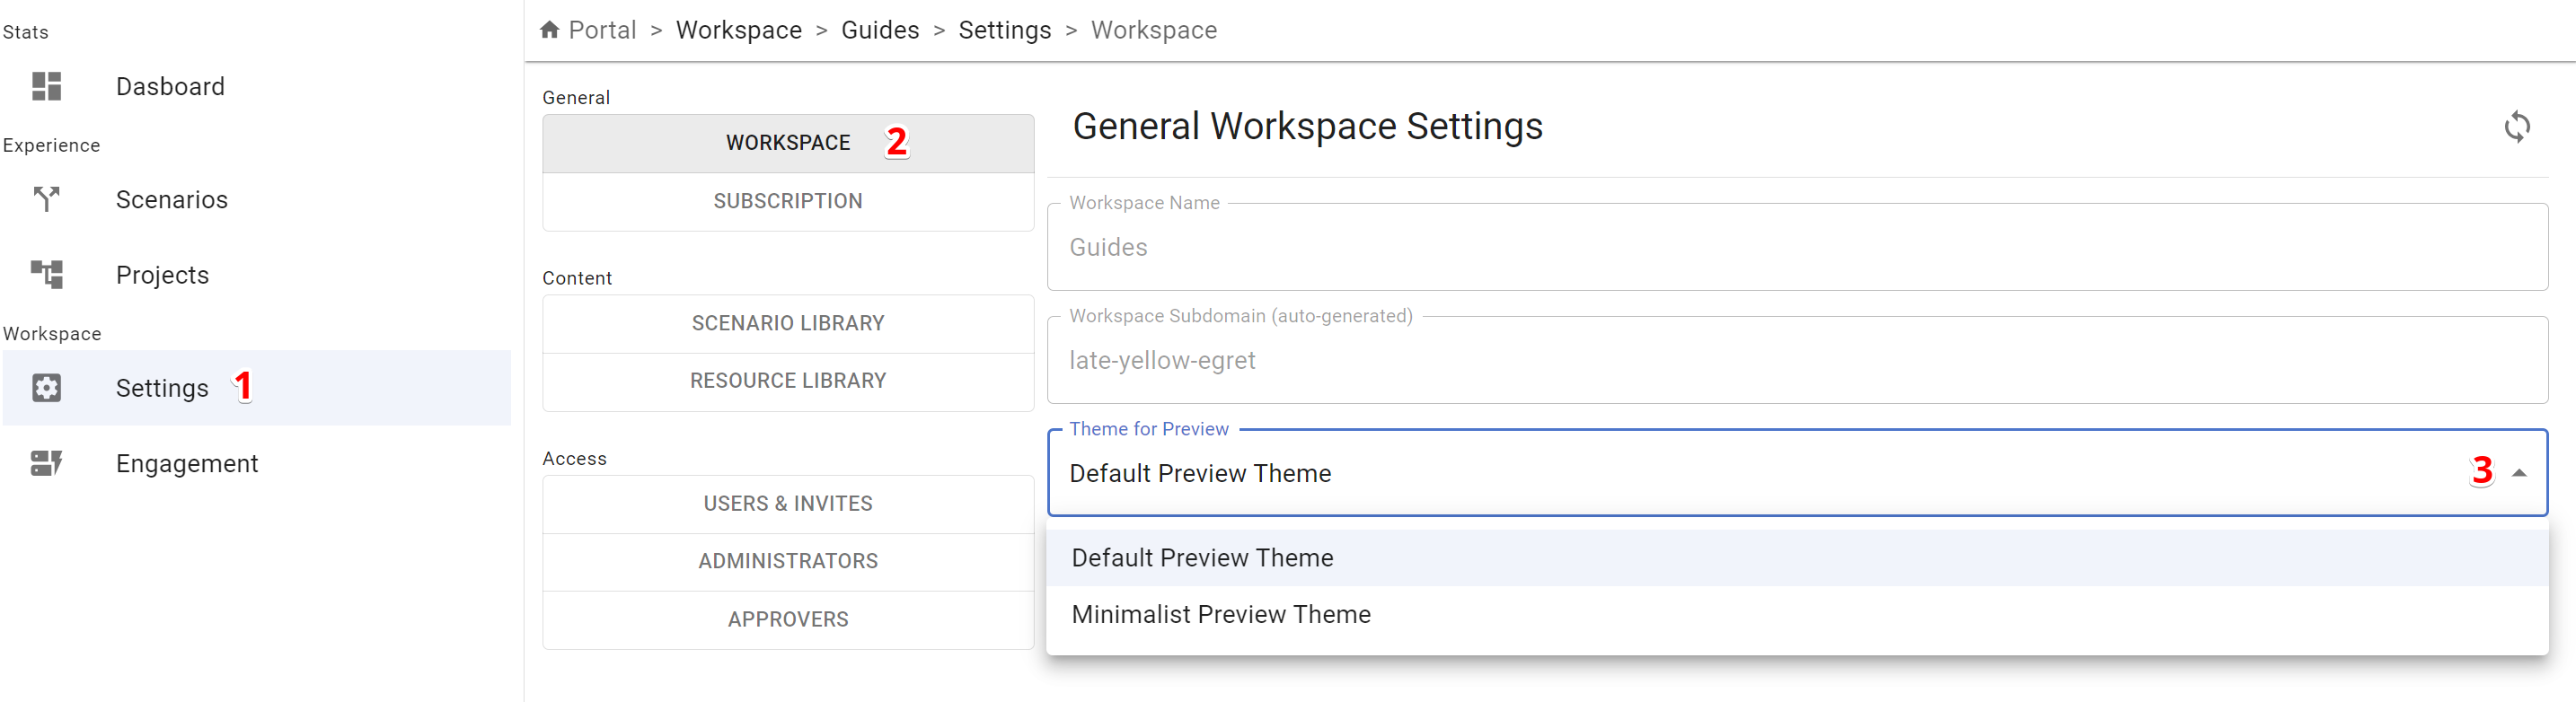 Stats
Dasboard
Experience
Scenarios
Projects
Workspace
Settings 1
Engagement
Portal > Workspace > Guides > Settings > Workspace
General
WORKSPACE 2
SUBSCRIPTION
Content
SCENARIO LIBRARY
RESOURCE LIBRARY
Access
USERS & INVITES
ADMINISTRATORS
APPROVERS
General Workspace Settings
Workspace Name
Guides
Workspace Subdomain (auto-generated)
late-yellow-egret
Theme for Preview
Default Preview Theme 3
Default Preview Theme
Minimalist Preview Theme